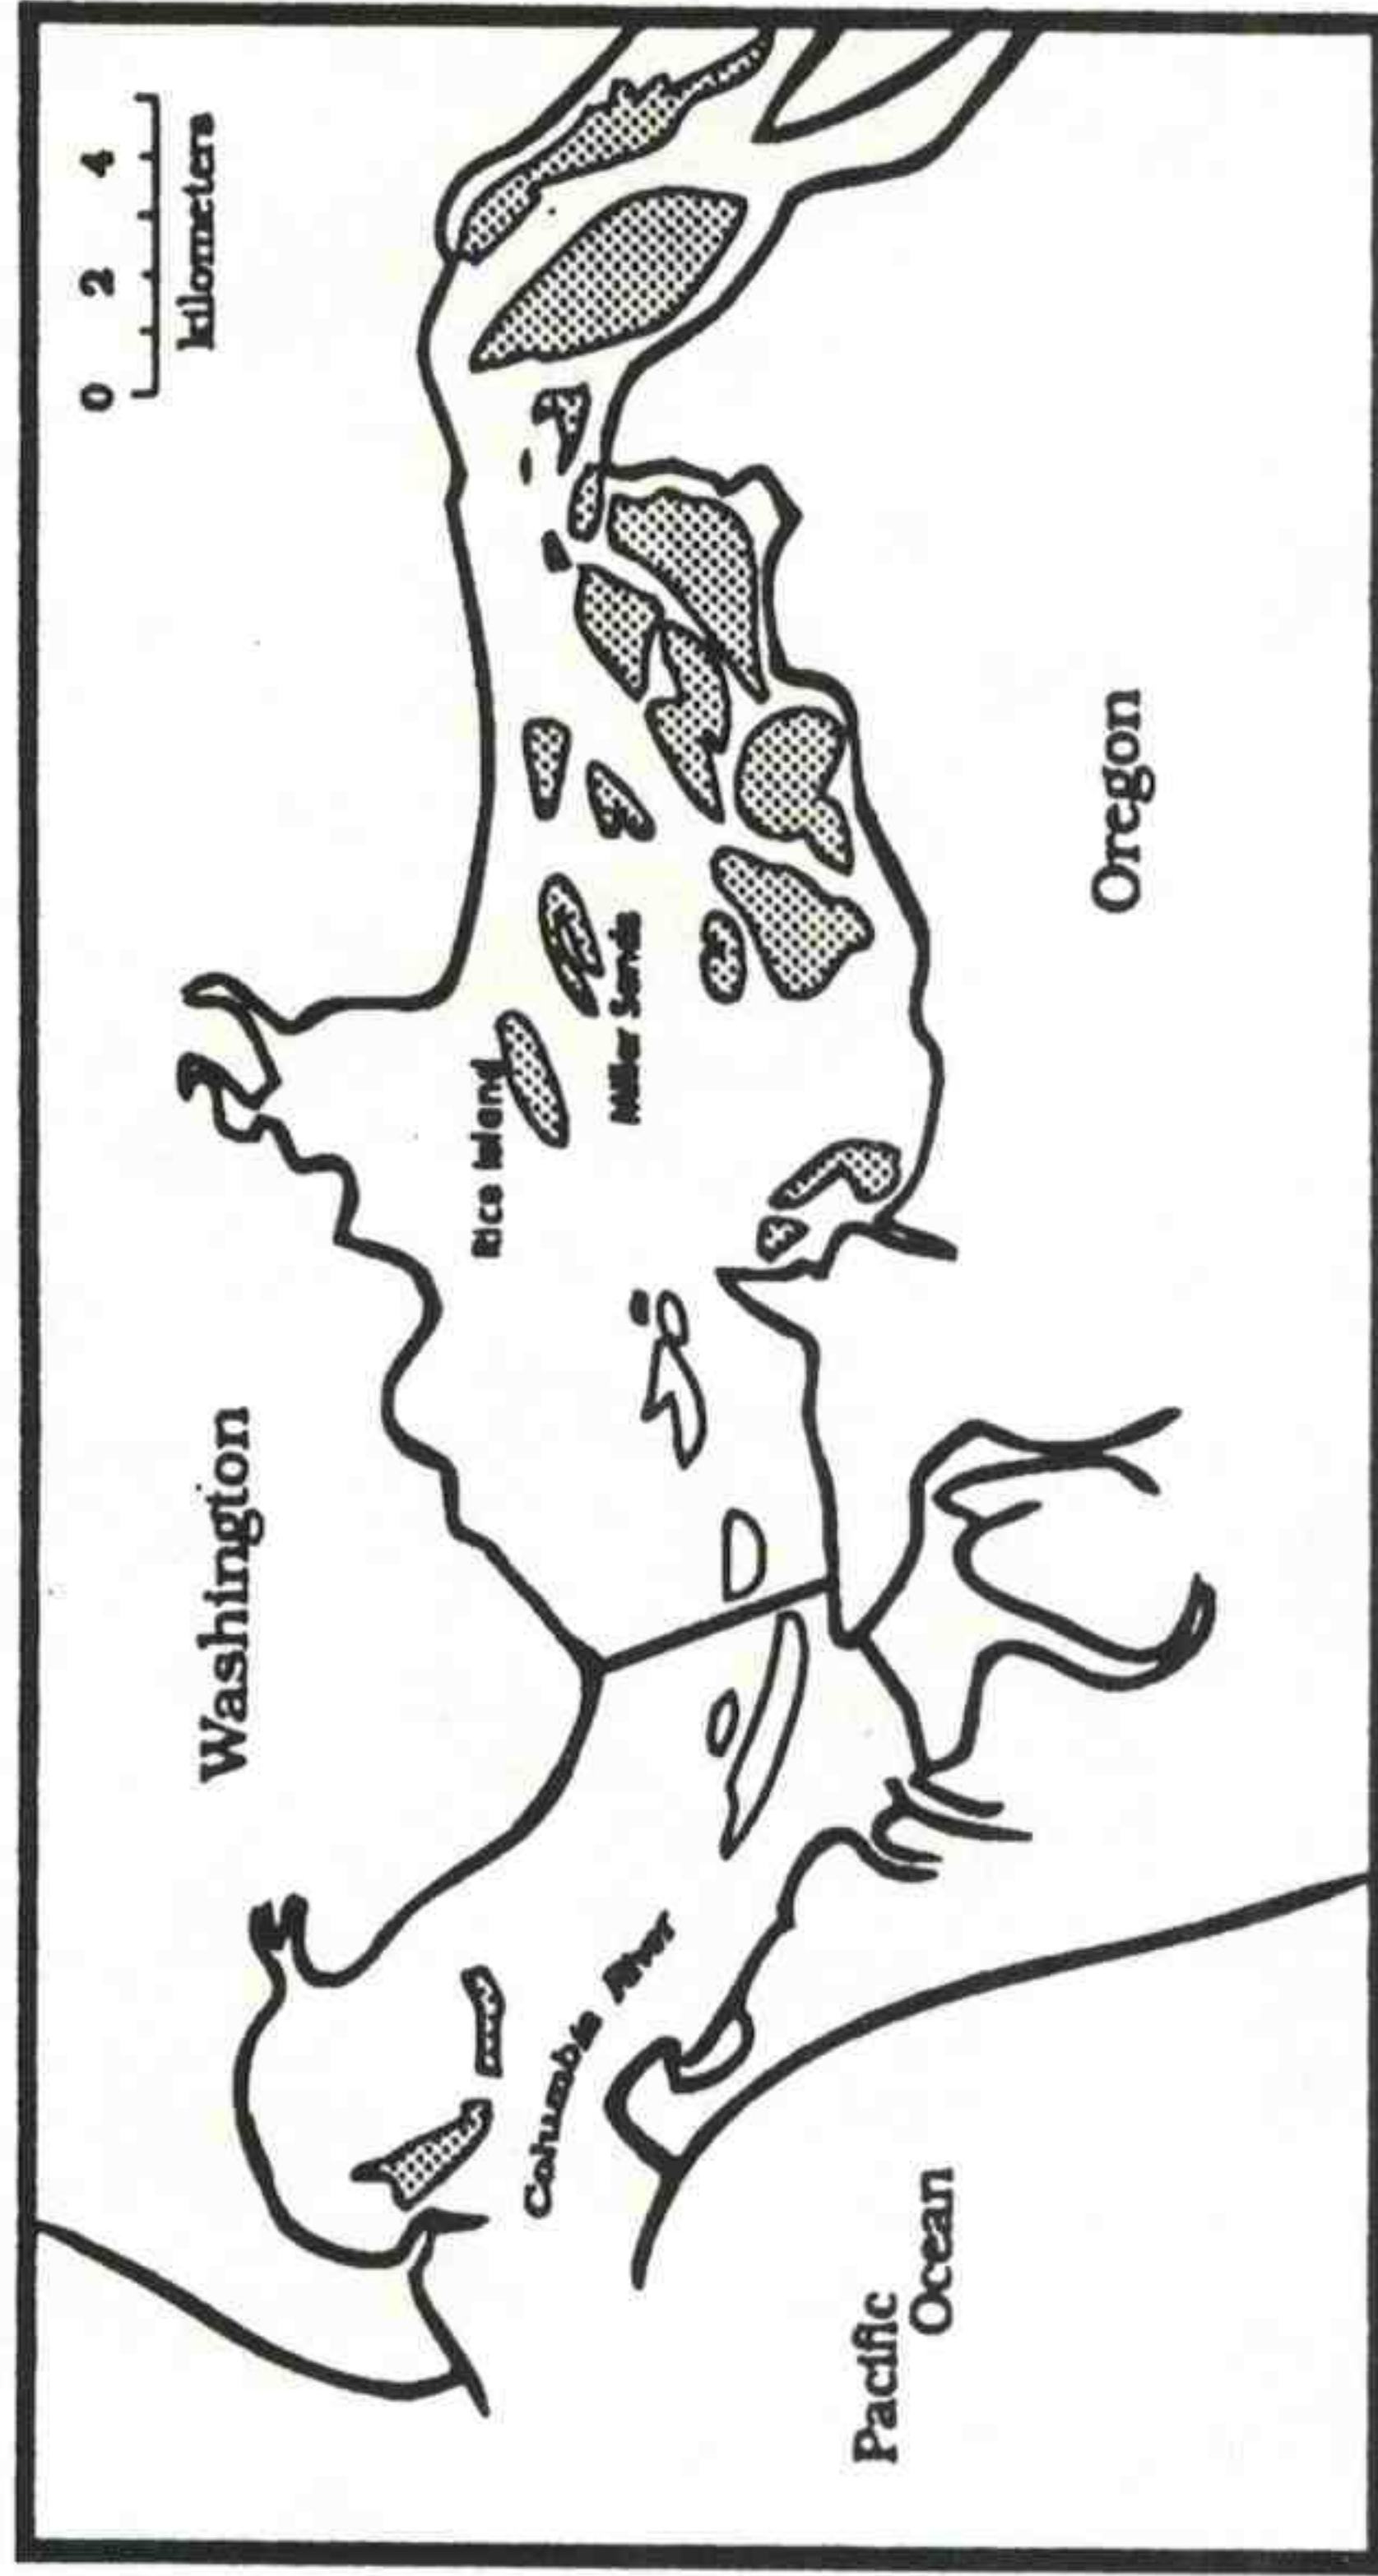 0 2 4
kilometers
Washington
Rice Island
Miller Sands
Columbia River
Oregon
Pacific
Ocean